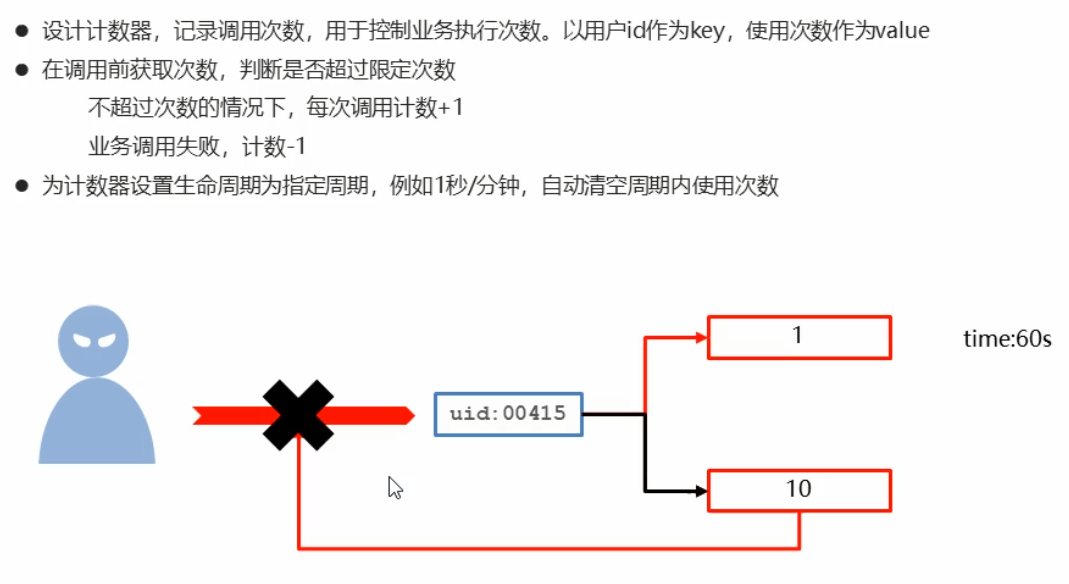 设计计数器，记录调用次数，用于控制业务执行次数。以用户id作为key，使用次数作为value
在调用前获取次数，判断是否超过限定次数
不超过次数的情况下，每次调用计数+1
业务调用失败，计数-1
为计数器设置生命周期为指定周期，例如1秒/分钟，自动清空周期内使用次数
1
time:60s
uid:00415
10